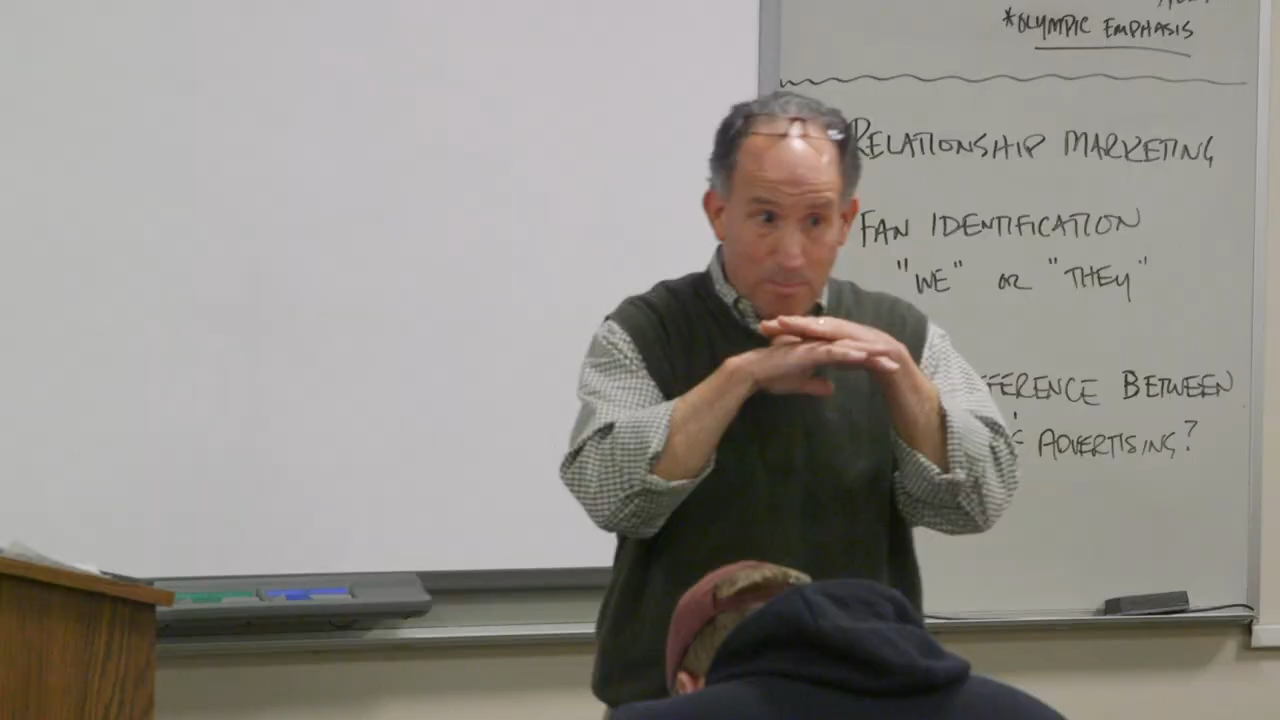 *OLYMPIC EMPHASIS
RELATIONSHIP MARKETING
FAN IDENTIFICATION
"WE" OR "THEY"
FERENCE BETWEEN
ADVERTISING?